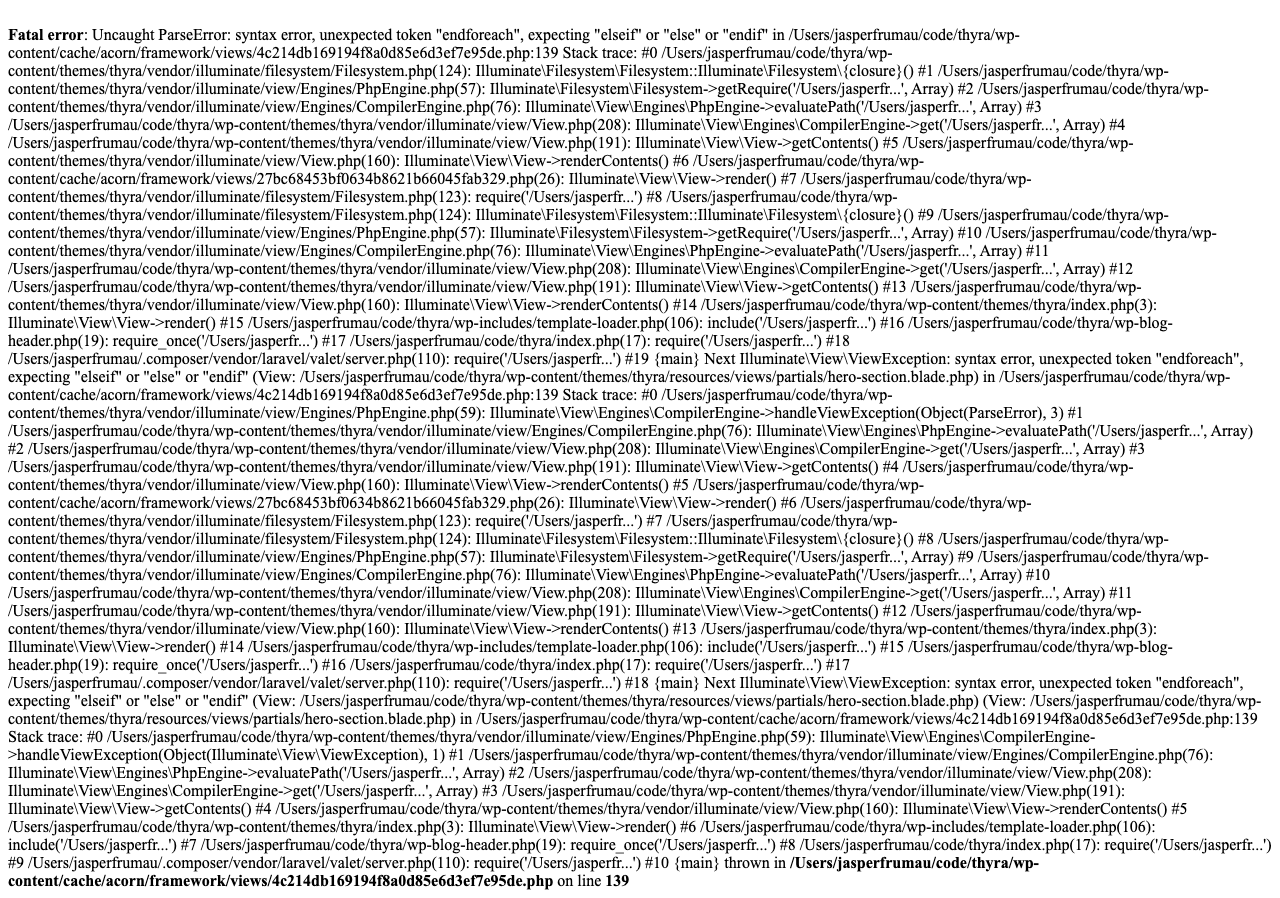 Fatal error: Uncaught ParseError: syntax error, unexpected token "endforeach", expecting "elseif" or "else" or "endif" in /Users/jasperfrumau/code/thyra/wp-
content/cache/acorn/framework/views/4c214db169194f8a0d85e6d3ef7e95de.php:139 Stack trace: #0 /Users/jasperfrumau/code/thyra/wp-
content/themes/thyra/vendor/illuminate/filesystem/Filesystem.php(124): Illuminate\Filesystem\Filesystem::Illuminate\Filesystem\{closure}() #1 /Users/jasperfrumau/code/thyra/wp-
content/themes/thyra/vendor/illuminate/view/Engines/PhpEngine.php(57): Illuminate\Filesystem\Filesystem->getRequire('/Users/jasperfr...', Array) #2 /Users/jasperfrumau/code/thyra/wp-
content/themes/thyra/vendor/illuminate/view/Engines/CompilerEngine.php(76): Illuminate\View\Engines\PhpEngine->evaluatePath('/Users/jasperfr...', Array) #3
/Users/jasperfrumau/code/thyra/wp-content/themes/thyra/vendor/illuminate/view/View.php(208): Illuminate\View\Engines\CompilerEngine->get('/Users/jasperfr...', Array) #4
/Users/jasperfrumau/code/thyra/wp-content/themes/thyra/vendor/illuminate/view/View.php(191): Illuminate\View\View->getContents() #5 /Users/jasperfrumau/code/thyra/wp-
content/themes/thyra/vendor/illuminate/view/View.php(160): Illuminate\View\View->renderContents() #6 /Users/jasperfrumau/code/thyra/wp-
content/cache/acorn/framework/views/27bc68453bf0634b8621b66045fab329.php(26): Illuminate\View\View->render() #7 /Users/jasperfrumau/code/thyra/wp-
content/themes/thyra/vendor/illuminate/filesystem/Filesystem.php(123): require('/Users/jasperfr...') #8 /Users/jasperfrumau/code/thyra/wp-
content/themes/thyra/vendor/illuminate/filesystem/Filesystem.php(124): Illuminate\Filesystem\Filesystem::Illuminate\Filesystem\{closure}() #9 /Users/jasperfrumau/code/thyra/wp-
content/themes/thyra/vendor/illuminate/view/Engines/PhpEngine.php(57): Illuminate\Filesystem\Filesystem->getRequire('/Users/jasperfr...', Array) #10 /Users/jasperfrumau/code/thyra/wp-
content/themes/thyra/vendor/illuminate/view/Engines/CompilerEngine.php(76): Illuminate\View\Engines\PhpEngine->evaluatePath('/Users/jasperfr...', Array) #11
/Users/jasperfrumau/code/thyra/wp-content/themes/thyra/vendor/illuminate/view/View.php(208): Illuminate\View\Engines\CompilerEngine->get('/Users/jasperfr...', Array) #12
/Users/jasperfrumau/code/thyra/wp-content/themes/thyra/vendor/illuminate/view/View.php(191): Illuminate\View\View->getContents() #13 /Users/jasperfrumau/code/thyra/wp-
content/themes/thyra/vendor/illuminate/view/View.php(160): Illuminate\View\View->renderContents() #14 /Users/jasperfrumau/code/thyra/wp-content/themes/thyra/index.php(3):
Illuminate\View\View->render() #15 /Users/jasperfrumau/code/thyra/wp-includes/template-loader.php(106): include('/Users/jasperfr...') #16 /Users/jasperfrumau/code/thyra/wp-blog-
header.php(19): require_once('/Users/jasperfr...') #17 /Users/jasperfrumau/code/thyra/index.php(17): require('/Users/jasperfr...') #18
/Users/jasperfrumau/.composer/vendor/laravel/valet/server.php(110): require('/Users/jasperfr...') #19 {main} Next Illuminate\View\ViewException: syntax error, unexpected token "endforeach",
expecting "elseif" or "else" or "endif" (View: /Users/jasperfrumau/code/thyra/wp-content/themes/thyra/resources/views/partials/hero-section.blade.php) in /Users/jasperfrumau/code/thyra/wp-
content/cache/acorn/framework/views/4c214db169194f8a0d85e6d3ef7e95de.php:139 Stack trace: #0 /Users/jasperfrumau/code/thyra/wp-
content/themes/thyra/vendor/illuminate/view/Engines/PhpEngine.php(59): Illuminate\View\Engines\CompilerEngine->handleViewException(Object(ParseError), 3) #1
/Users/jasperfrumau/code/thyra/wp-content/themes/thyra/vendor/illuminate/view/Engines/CompilerEngine.php(76): Illuminate\View\Engines\PhpEngine->evaluatePath('/Users/jasperfr...', Array)
#2 /Users/jasperfrumau/code/thyra/wp-content/themes/thyra/vendor/illuminate/view/View.php(208): Illuminate\View\Engines\CompilerEngine->get('/Users/jasperfr...', Array) #3
/Users/jasperfrumau/code/thyra/wp-content/themes/thyra/vendor/illuminate/view/View.php(191): Illuminate\View\View->getContents() #4 /Users/jasperfrumau/code/thyra/wp-
content/themes/thyra/vendor/illuminate/view/View.php(160): Illuminate\View\View->renderContents() #5 /Users/jasperfrumau/code/thyra/wp-
content/cache/acorn/framework/views/27bc68453bf0634b8621b66045fab329.php(26): Illuminate\View\View->render() #6 /Users/jasperfrumau/code/thyra/wp-
content/themes/thyra/vendor/illuminate/filesystem/Filesystem.php(123): require('/Users/jasperfr...') #7 /Users/jasperfrumau/code/thyra/wp-
content/themes/thyra/vendor/illuminate/filesystem/Filesystem.php(124): Illuminate\Filesystem\Filesystem::Illuminate\Filesystem\{closure}() #8 /Users/jasperfrumau/code/thyra/wp-
content/themes/thyra/vendor/illuminate/view/Engines/PhpEngine.php(57): Illuminate\Filesystem\Filesystem->getRequire('/Users/jasperfr...', Array) #9 /Users/jasperfrumau/code/thyra/wp-
content/themes/thyra/vendor/illuminate/view/Engines/CompilerEngine.php(76): Illuminate\View\Engines\PhpEngine->evaluatePath('/Users/jasperfr...', Array) #10
/Users/jasperfrumau/code/thyra/wp-content/themes/thyra/vendor/illuminate/view/View.php(208): Illuminate\View\Engines\CompilerEngine->get('/Users/jasperfr...', Array) #11
/Users/jasperfrumau/code/thyra/wp-content/themes/thyra/vendor/illuminate/view/View.php(191): Illuminate\View\View->getContents() #12 /Users/jasperfrumau/code/thyra/wp-
content/themes/thyra/vendor/illuminate/view/View.php(160): Illuminate\View\View->renderContents() #13 /Users/jasperfrumau/code/thyra/wp-content/themes/thyra/index.php(3):
Illuminate\View\View->render() #14 /Users/jasperfrumau/code/thyra/wp-includes/template-loader.php(106): include('/Users/jasperfr...') #15 /Users/jasperfrumau/code/thyra/wp-blog-
header.php(19): require_once('/Users/jasperfr...') #16 /Users/jasperfrumau/code/thyra/index.php(17): require('/Users/jasperfr...') #17
/Users/jasperfrumau/.composer/vendor/laravel/valet/server.php(110): require('/Users/jasperfr...') #18 {main} Next Illuminate\View\ViewException: syntax error, unexpected token "endforeach",
expecting "elseif" or "else" or "endif" (View: /Users/jasperfrumau/code/thyra/wp-content/themes/thyra/resources/views/partials/hero-section.blade.php) (View: /Users/jasperfrumau/code/thyra/wp-
content/themes/thyra/resources/views/partials/hero-section.blade.php) in /Users/jasperfrumau/code/thyra/wp-content/cache/acorn/framework/views/4c214db169194f8a0d85e6d3ef7e95de.php:139
Stack trace: #0 /Users/jasperfrumau/code/thyra/wp-content/themes/thyra/vendor/illuminate/view/Engines/PhpEngine.php(59): Illuminate\View\Engines\CompilerEngine-
>handleViewException(Object(Illuminate\View\ViewException), 1) #1 /Users/jasperfrumau/code/thyra/wp-content/themes/thyra/vendor/illuminate/view/Engines/CompilerEngine.php(76):
Illuminate\View\Engines\PhpEngine->evaluatePath('/Users/jasperfr...', Array) #2 /Users/jasperfrumau/code/thyra/wp-content/themes/thyra/vendor/illuminate/view/View.php(208):
Illuminate\View\Engines\CompilerEngine->get('/Users/jasperfr...', Array) #3 /Users/jasperfrumau/code/thyra/wp-content/themes/thyra/vendor/illuminate/view/View.php(191):
Illuminate\View\View->getContents() #4 /Users/jasperfrumau/code/thyra/wp-content/themes/thyra/vendor/illuminate/view/View.php(160): Illuminate\View\View->renderContents() #5
/Users/jasperfrumau/code/thyra/wp-content/themes/thyra/index.php(3): Illuminate\View\View->render() #6 /Users/jasperfrumau/code/thyra/wp-includes/template-loader.php(106):
include('/Users/jasperfr...') #7 /Users/jasperfrumau/code/thyra/wp-blog-header.php(19): require_once('/Users/jasperfr...') #8 /Users/jasperfrumau/code/thyra/index.php(17): require('/Users/jasperfr...')
#9 /Users/jasperfrumau/.composer/vendor/laravel/valet/server.php(110): require('/Users/jasperfr...') #10 {main} thrown in /Users/jasperfrumau/code/thyra/wp-
content/cache/acorn/framework/views/4c214db169194f8a0d85e6d3ef7e95de.php on line 139